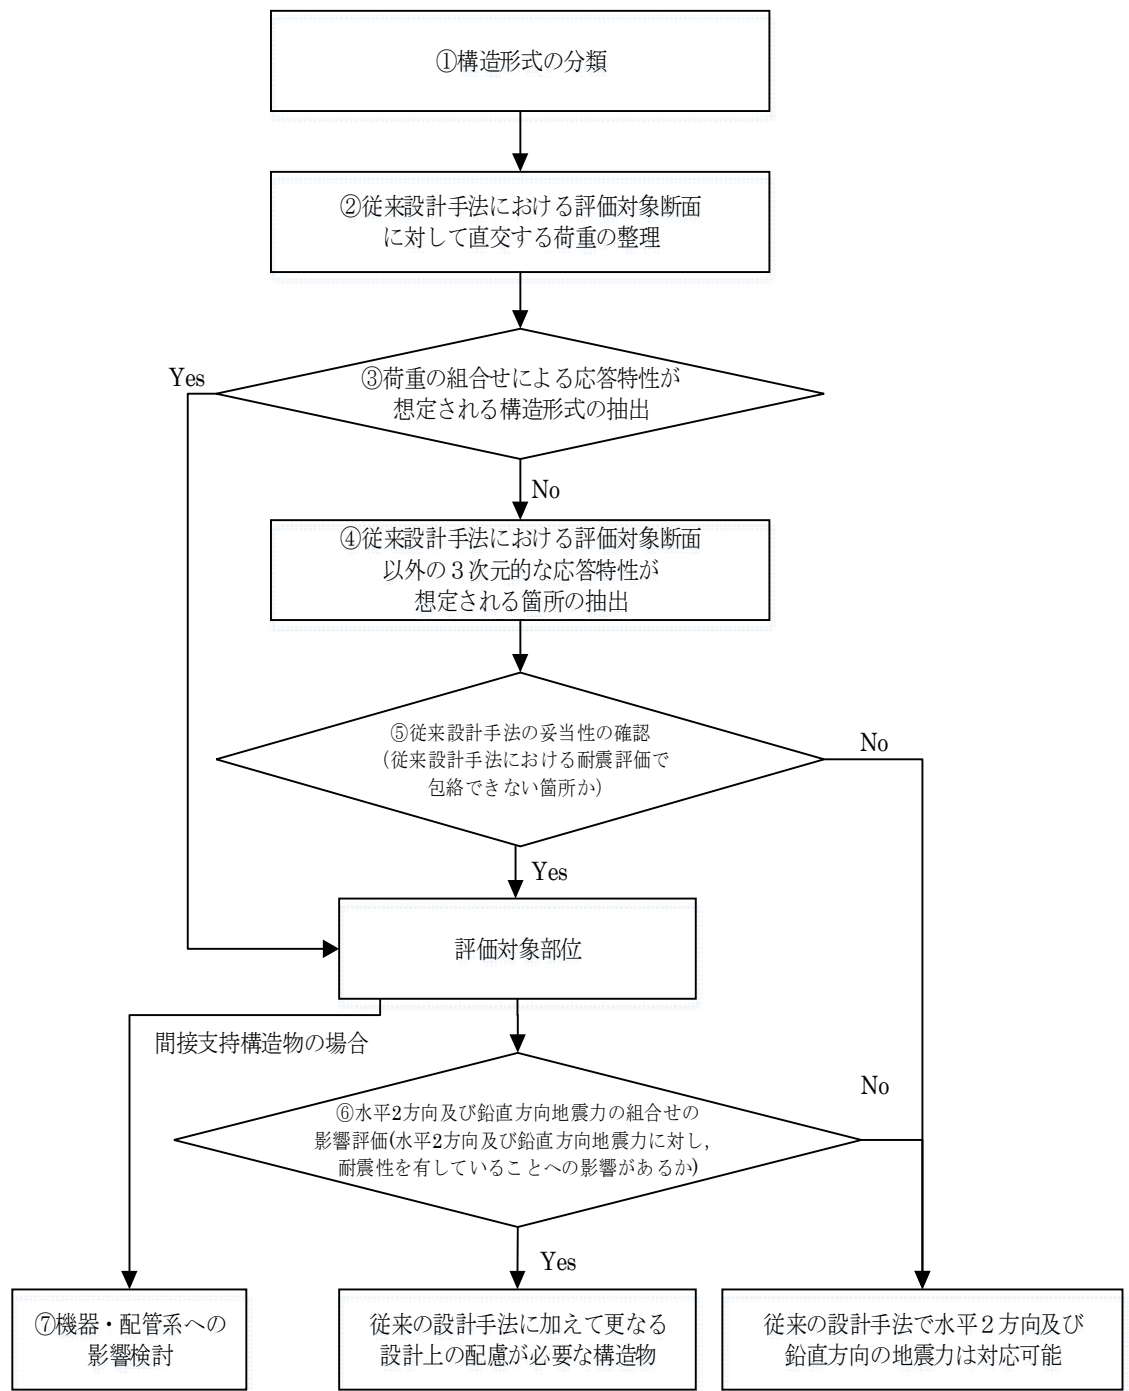 ①構造形式の分類
②従来設計手法における評価対象断面
に対して直交する荷重の整理
Yes
③荷重の組合せによる応答特性が
想定される構造形式の抽出
No
④従来設計手法における評価対象断面
以外の３次元的な応答特性が
想定される箇所の抽出
⑤従来設計手法の妥当性の確認
（従来設計手法における耐震評価で
包絡できない箇所か）
No
Yes
評価対象部位
間接支持構造物の場合
No
⑥水平2方向及び鉛直方向地震力の組合せの
影響評価(水平2方向及び鉛直方向地震力に対し，
耐震性を有していることへの影響があるか)
Yes
⑦機器・配管系への
影響検討
従来の設計手法に加えて更なる
設計上の配慮が必要な構造物
従来の設計手法で水平２方向及び
鉛直方向の地震力は対応可能